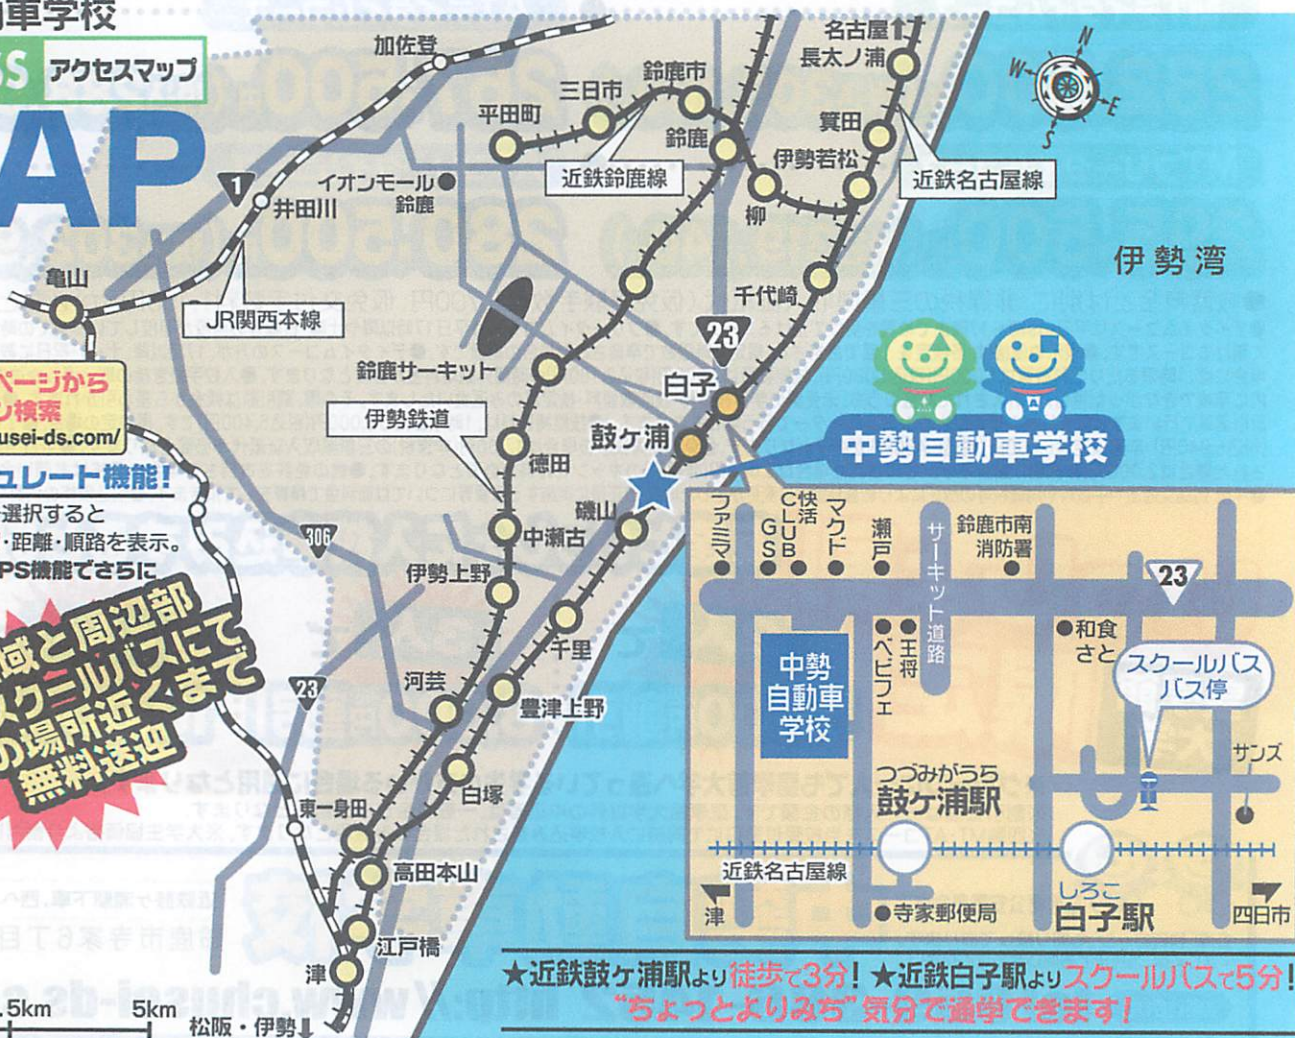 動車学校
SS アクセスマップ
AP
加佐登
名古屋↑
長太ノ浦
鈴鹿市
三日市
平田町
箕田
鈴鹿
伊勢若松
1
イオンモール
鈴鹿
近鉄鈴鹿線
近鉄名古屋線
柳
井田川
伊勢湾
N
W
E
S
亀山
千代崎
JR関西本線
23
鈴鹿サーキット
白子
ページから
検索
usei-ds.com/
伊勢鉄道
鼓ヶ浦
中勢自動車学校
徳田
ュレート機能!
選択すると
・距離・順路を表示。
PS機能でさらに
磯山
中瀬古
306
伊勢上野
ファミマ
GS
快活
CLUB
マクド
瀬戸
サーキット道路
鈴鹿市南
消防署
23
域と周辺部
スクールバスにて
の場所近くまで
無料送迎
千里
中勢
自動車
学校
べビフェ
王将
和食
さと
スクールバス
バス停
23
河芸
豊津上野
サンズ
つづみがうら
鼓ヶ浦駅
白塚
東一身田
高田本山
近鉄名古屋線
しろこ
白子駅
津
四日市
寺家郵便局
江戸橋
津
★近鉄鼓ヶ浦駅より徒歩で3分! ★近鉄白子駅よりスクールバスで5分!
“ちょっとよりみち”気分で通学できます!
.5km
5km
松阪・伊勢↓